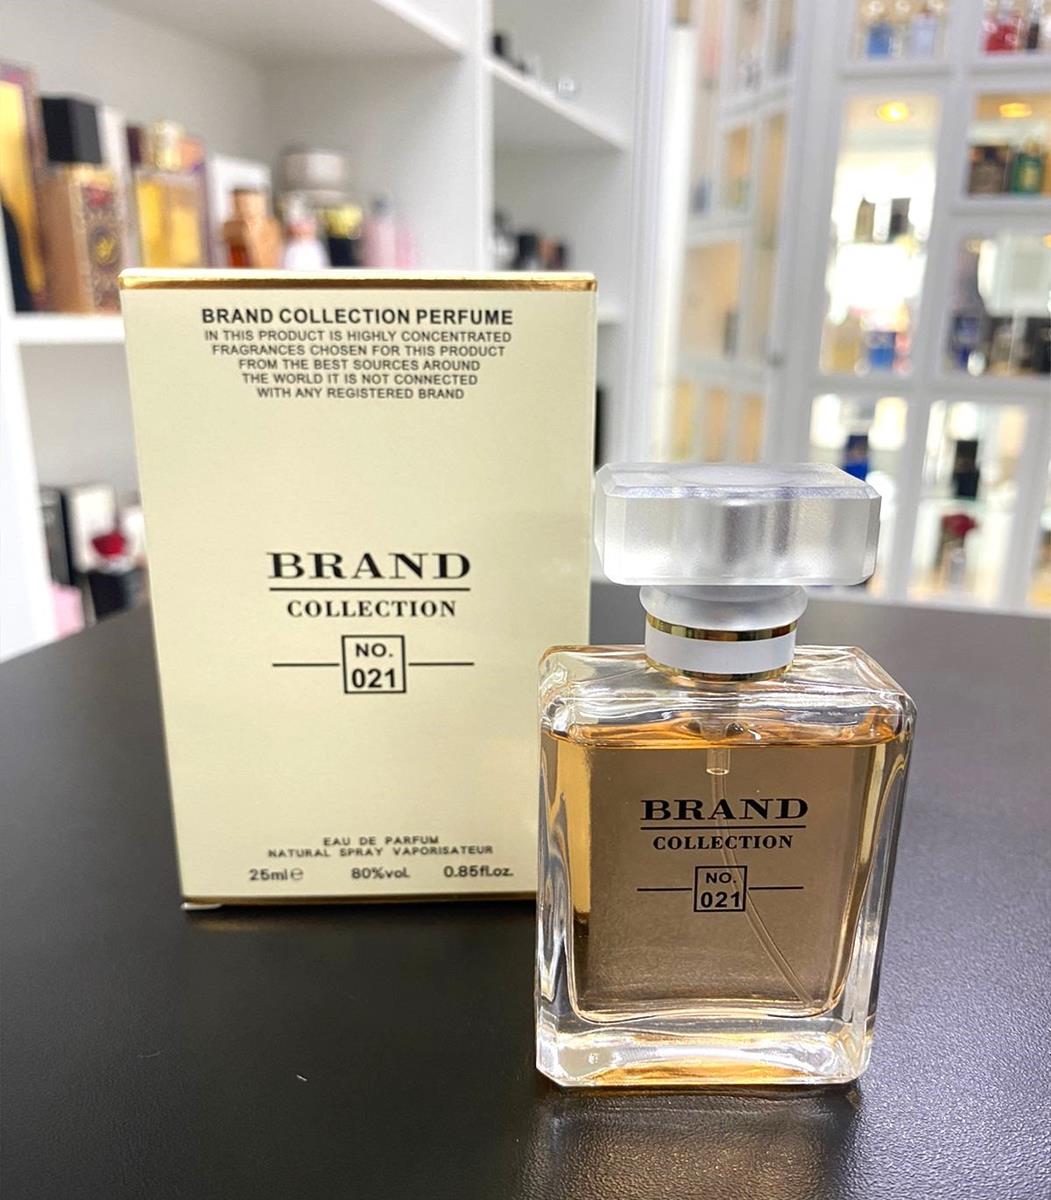 BRAND COLLECTION PERFUME
IN THIS PRODUCT IS HIGHLY CONCENTRATED
FRAGRANCES CHOSEN FOR THIS PRODUCT
FROM THE BEST SOURCES AROUND
THE WORLD IT IS NOT CONNECTED
WITH ANY REGISTERED BRAND
BRAND
COLLECTION
NO.
021
EAU DE PARFUM
NATURAL SPRAY VAPORISATEUR
25ml℮ 80%vol. 0.85fl.oz.
BRAND
COLLECTION
NO.
021